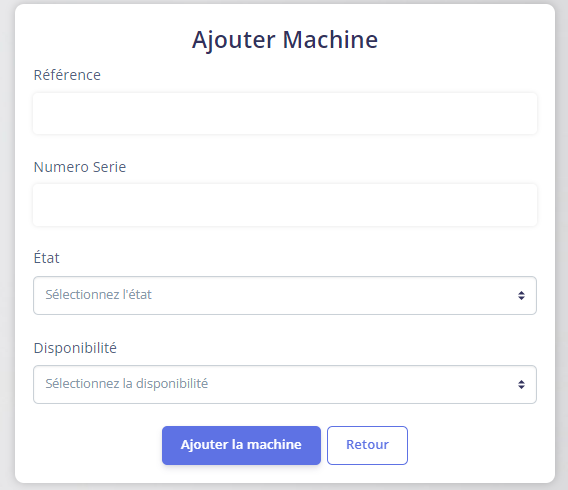 Ajouter Machine
Référence
Numero Serie
État
Sélectionnez l'état
Disponibilité
Sélectionnez la disponibilité
Ajouter la machine Retour